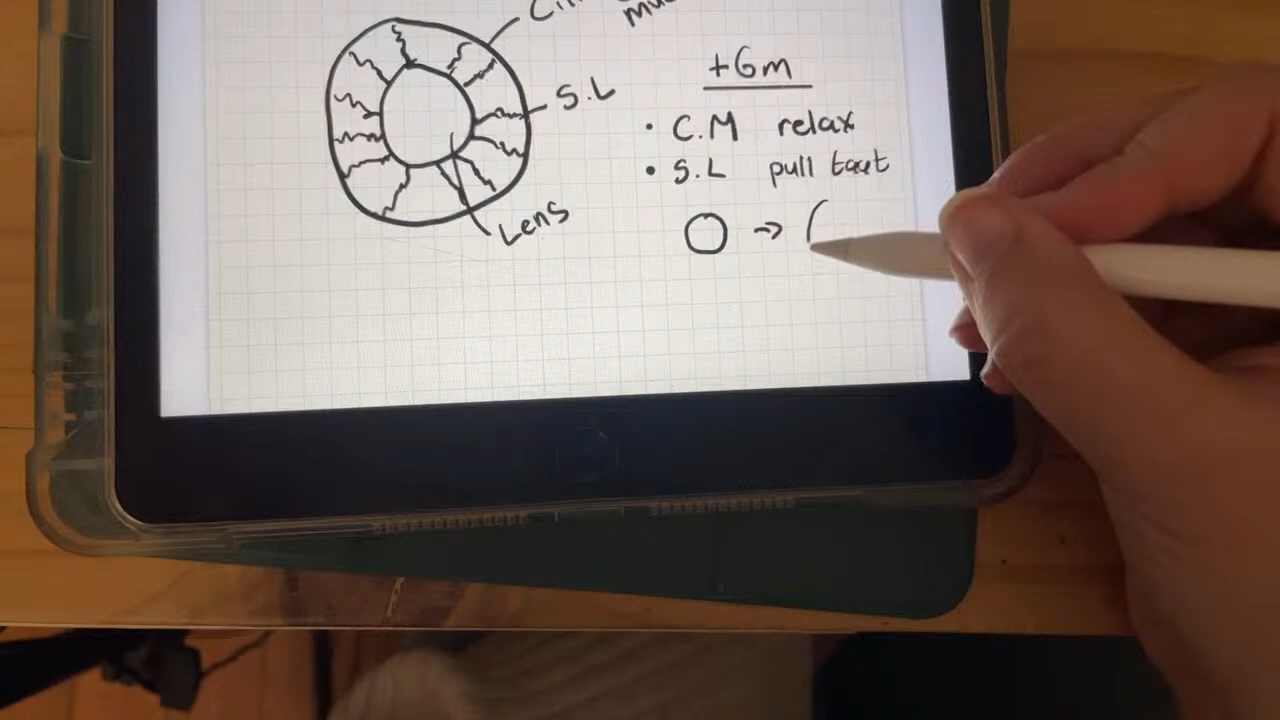 S.L
Lens
+6m
• C.M relax
• S.L pull taut